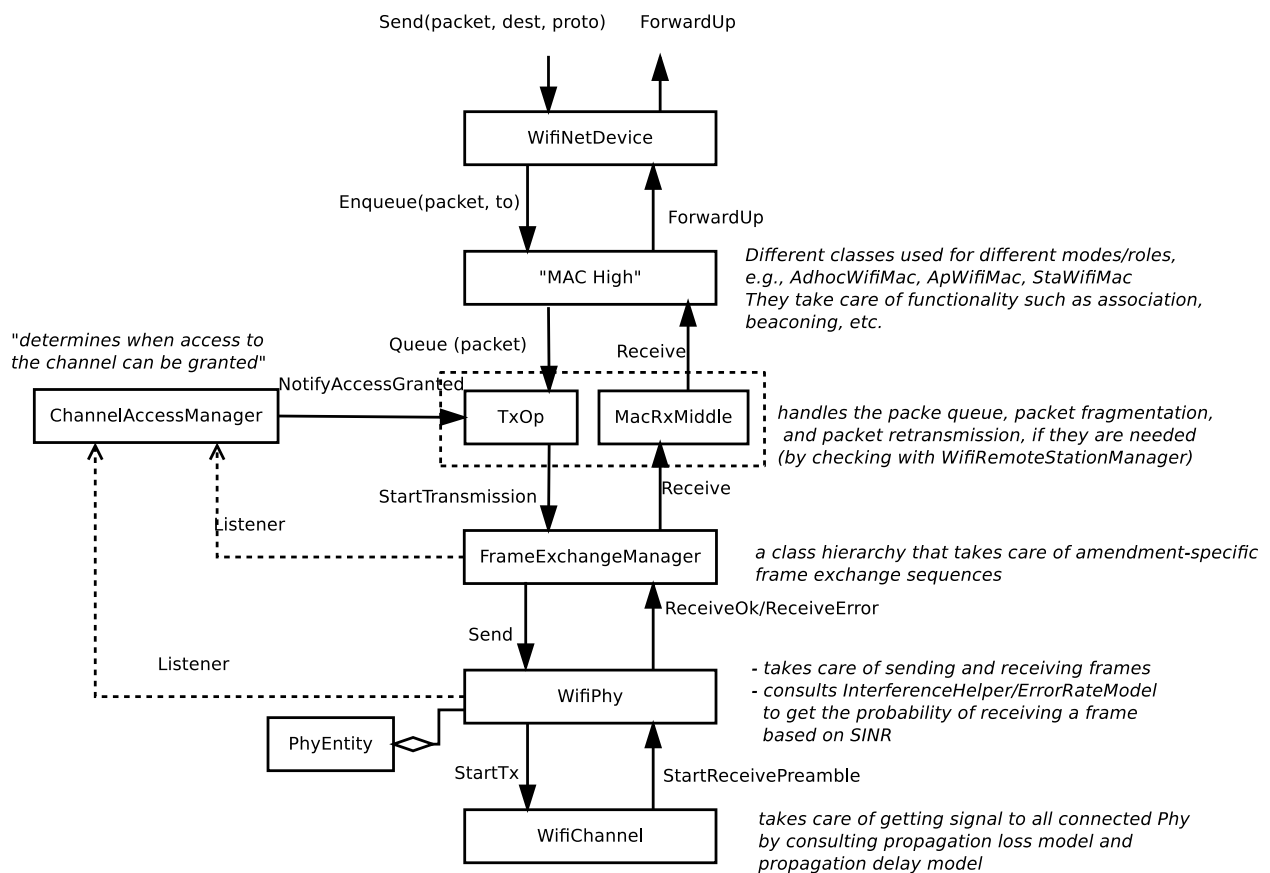 Send(packet, dest, proto)
ForwardUp
WifiNetDevice
Enqueue(packet, to)
ForwardUp
"MAC High"
Different classes used for different modes/roles,
e.g., AdhocWifiMac, ApWifiMac, StaWifiMac
They take care of functionality such as association,
beaconing, etc.
"determines when access to
the channel can be granted"
Queue (packet)
Receive
NotifyAccessGranted
ChannelAccessManager
TxOp
MacRxMiddle
handles the packe queue, packet fragmentation,
and packet retransmission, if they are needed
(by checking with WifiRemoteStationManager)
StartTransmission
Receive
Listener
FrameExchangeManager
a class hierarchy that takes care of amendment-specific
frame exchange sequences
ReceiveOk/ReceiveError
Send
Listener
WifiPhy
- takes care of sending and receiving frames
- consults InterferenceHelper/ErrorRateModel
to get the probability of receiving a frame
based on SINR
PhyEntity
StartTx
StartReceivePreamble
WifiChannel
takes care of getting signal to all connected Phy
by consulting propagation loss model and
propagation delay model